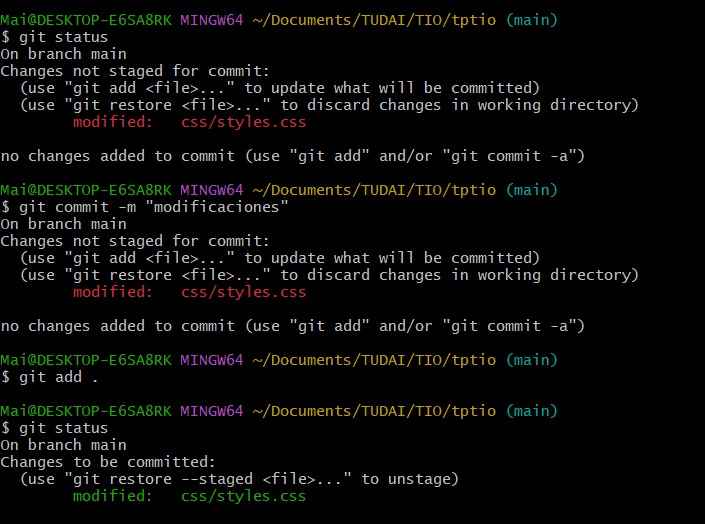 Mai@DESKTOP-E6SA8RK MINGW64 ~/Documents/TUDAI/TIO/tptio (main)
$ git status
On branch main
Changes not staged for commit:
  (use "git add <file>..." to update what will be committed)
  (use "git restore <file>..." to discard changes in working directory)
        modified:   css/styles.css

no changes added to commit (use "git add" and/or "git commit -a")

Mai@DESKTOP-E6SA8RK MINGW64 ~/Documents/TUDAI/TIO/tptio (main)
$ git commit -m "modificaciones"
On branch main
Changes not staged for commit:
  (use "git add <file>..." to update what will be committed)
  (use "git restore <file>..." to discard changes in working directory)
        modified:   css/styles.css

no changes added to commit (use "git add" and/or "git commit -a")

Mai@DESKTOP-E6SA8RK MINGW64 ~/Documents/TUDAI/TIO/tptio (main)
$ git add .

Mai@DESKTOP-E6SA8RK MINGW64 ~/Documents/TUDAI/TIO/tptio (main)
$ git status
On branch main
Changes to be committed:
  (use "git restore --staged <file>..." to unstage)
        modified:   css/styles.css